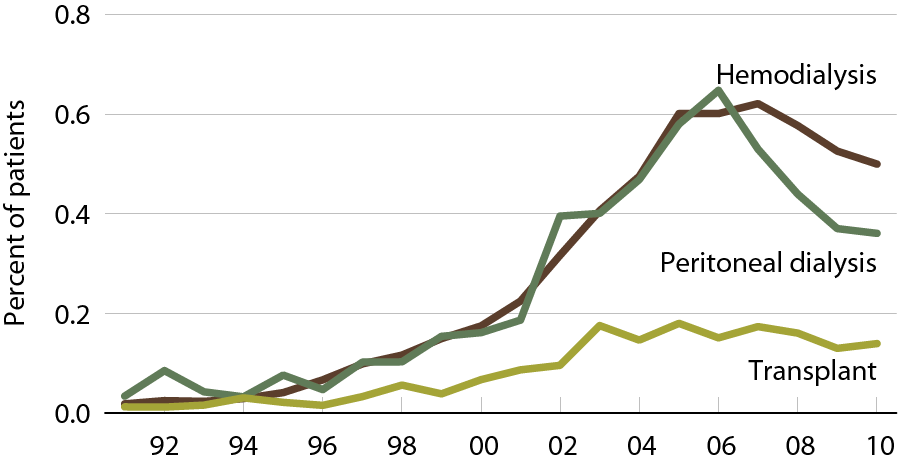 0.8
Hemodialysis
0.6
Percent of patients
0.4
Peritoneal dialysis
0.2
Transplant
0.0
92 94 96 98 00 02 04 06 08 10